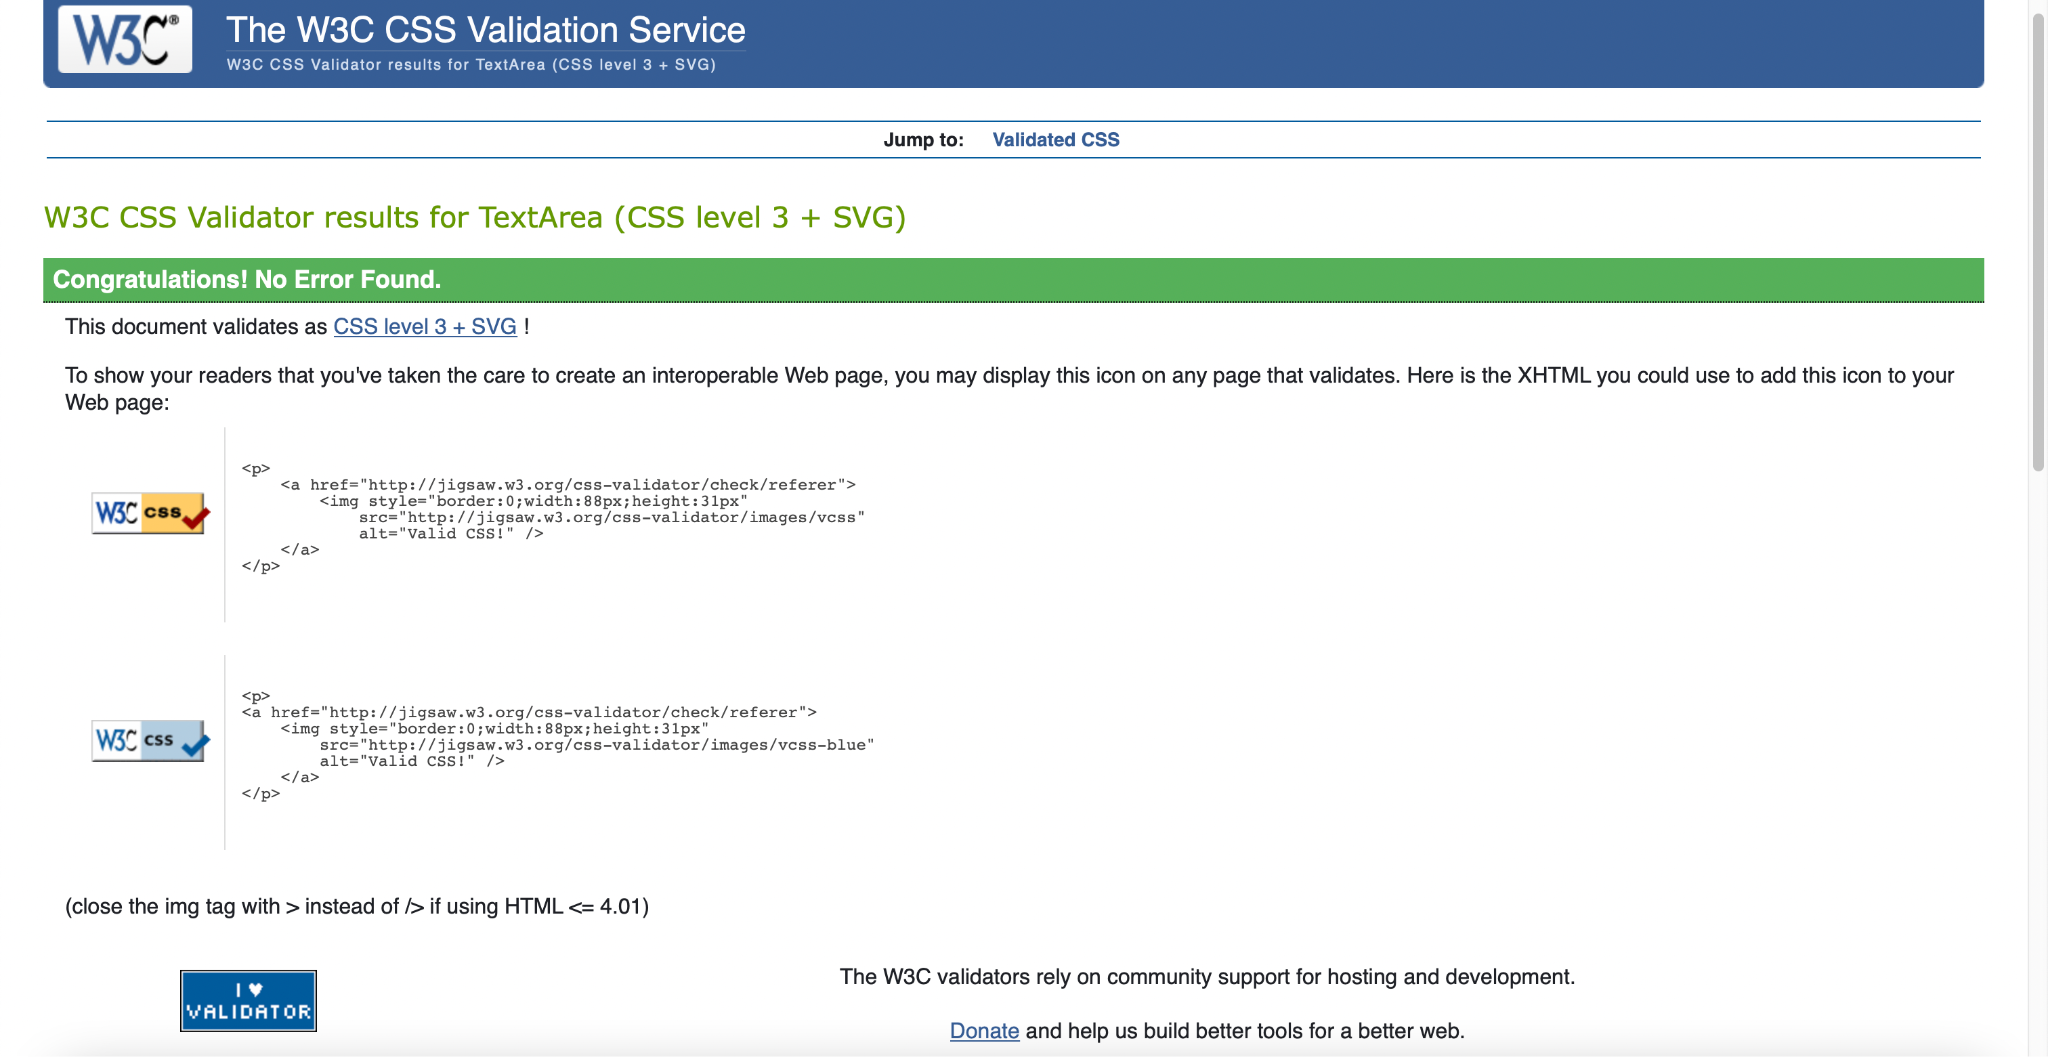 W3C®
The W3C CSS Validation Service
W3C CSS Validator results for TextArea (CSS level 3 + SVG)
Jump to: Validated CSS
W3C CSS Validator results for TextArea (CSS level 3 + SVG)
Congratulations! No Error Found.
This document validates as CSS level 3 + SVG !
To show your readers that you've taken the care to create an interoperable Web page, you may display this icon on any page that validates. Here is the XHTML you could use to add this icon to your
Web page:
W3C css
<p>
    <a href="http://jigsaw.w3.org/css-validator/check/referer">
        <img style="border:0;width:88px;height:31px"
            src="http://jigsaw.w3.org/css-validator/images/vcss"
            alt="Valid CSS!" />
    </a>
</p>
W3C css
<p>
<a href="http://jigsaw.w3.org/css-validator/check/referer">
    <img style="border:0;width:88px;height:31px"
        src="http://jigsaw.w3.org/css-validator/images/vcss-blue"
        alt="Valid CSS!" />
    </a>
</p>
(close the img tag with > instead of /> if using HTML <= 4.01)
I ♥
VALIDATOR
The W3C validators rely on community support for hosting and development.
Donate and help us build better tools for a better web.